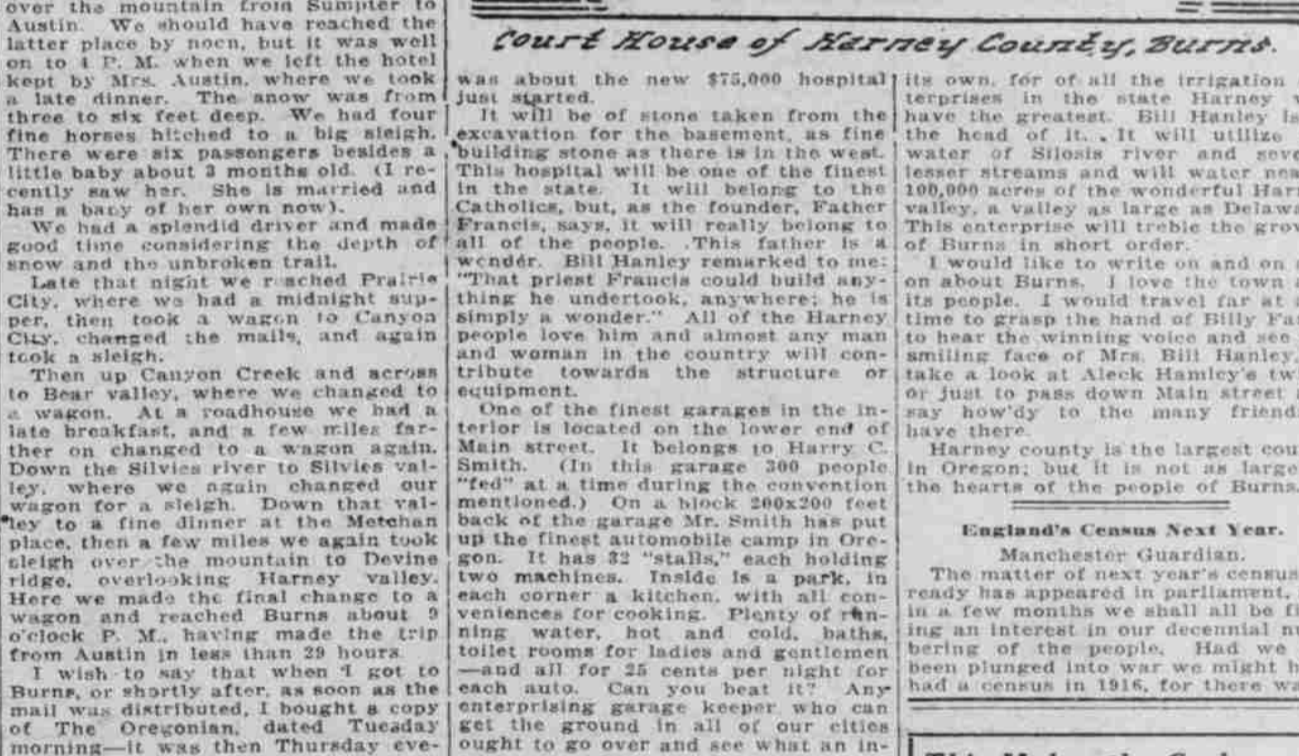 over the mountain from Sumpter to
Austin. We should have reached the
latter place by noon, but it was well
on to 4 P. M. when we left the hotel
kept by Mrs. Austin, where we took
a late dinner. The snow was from
three to six feet deep. We had four
fine horses hitched to a big sleigh.
There were six passengers besides a
little baby about 3 months old. (I re-
cently saw her. She is married and
has a baby of her own now).
We had a splendid driver and made
good time considering the depth of
snow and the unbroken trail.
Late that night we reached Prairie
City, where we had a midnight sup-
per, then took a wagon to Canyon
City, changed the mails, and again
took a sleigh.
Then up Canyon Creek and across
to Bear valley, where we changed to
a wagon. At a roadhouse we had a
late breakfast, and a few miles far-
ther on changed to a wagon again.
Down the Silvies river to Silvies val-
ley, where we again changed our
wagon for a sleigh. Down that val-
ley to a fine dinner at the Metchan
place, then a few miles we again took
sleigh over the mountain to Devine
ridge, overlooking Harney valley.
Here we made the final change to a
wagon and reached Burns about 9
o'clock P. M., having made the trip
from Austin in less than 29 hours.
I wish to say that when I got to
Burns, or shortly after, as soon as the
mail was distributed, I bought a copy
of The Oregonian, dated Tuesday
morning—it was then Thursday eve-
Court House of Harney County, Burns.
was about the new $75,000 hospital
just started.
It will be of stone taken from the
excavation for the basement, as fine
building stone as there is in the west.
This hospital will be one of the finest
in the state. It will belong to the
Catholics, but, as the founder, Father
Francis, says, it will really belong to
all of the people. This father is a
wonder. Bill Hanley remarked to me:
"That priest Francis could build any-
thing he undertook, anywhere; he is
simply a wonder." All of the Harney
people love him and almost any man
and woman in the country will con-
tribute towards the structure or
equipment.
One of the finest garages in the in-
terior is located on the lower end of
Main street. It belongs to Harry C.
Smith. (In this garage 300 people
"fed" at a time during the convention
mentioned.) On a block 200x200 feet
back of the garage Mr. Smith has put
up the finest automobile camp in Ore-
gon. It has 32 "stalls," each holding
two machines. Inside is a park, in
each corner a kitchen, with all con-
veniences for cooking. Plenty of run-
ning water, hot and cold, baths,
toilet rooms for ladies and gentlemen
—and all for 25 cents per night for
each auto. Can you beat it? Any
enterprising garage keeper who can
get the ground in all of our cities
ought to go over and see what an in-
its own, for of all the irrigation
terprises in the state Harney
have the greatest. Bill Hanley is
the head of it. It will utilize
water of Silosis river and seve
lesser streams and will water nea
100,000 acres of the wonderful Harn
valley, a valley as large as Delawa
This enterprise will treble the grow
of Burns in short order.
I would like to write on and on
on about Burns. I love the town
its people. I would travel far at
time to grasp the hand of Billy Fa
to hear the winning voice and see
smiling face of Mrs. Bill Hanley,
take a look at Aleck Hamley's tw
or just to pass down Main street
say how'dy to the many friend
have there.
Harney county is the largest cou
in Oregon; but it is not as large
the hearts of the people of Burns.
England's Census Next Year.
Manchester Guardian.
The matter of next year's census
ready has appeared in parliament,
in a few months we shall all be
ing an interest in our decennial
bering of the people. Had we
been plunged into war we might h
had a census in 1916, for there wa